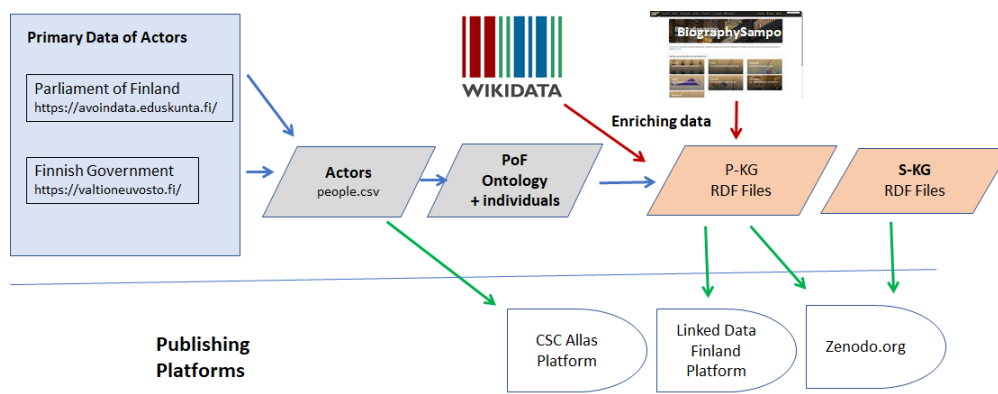 Primary Data of Actors
Parliament of Finland
https://avoindata.eduskunta.fi/
Finnish Government
https://valtioneuvosto.fi/
WIKIDATA
BiographySampo
Enriching data
Actors
people.csv
PoF
Ontology
+ individuals
P-KG
RDF Files
S-KG
RDF Files
Publishing
Platforms
CSC Allas
Platform
Linked Data
Finland
Platform
Zenodo.org